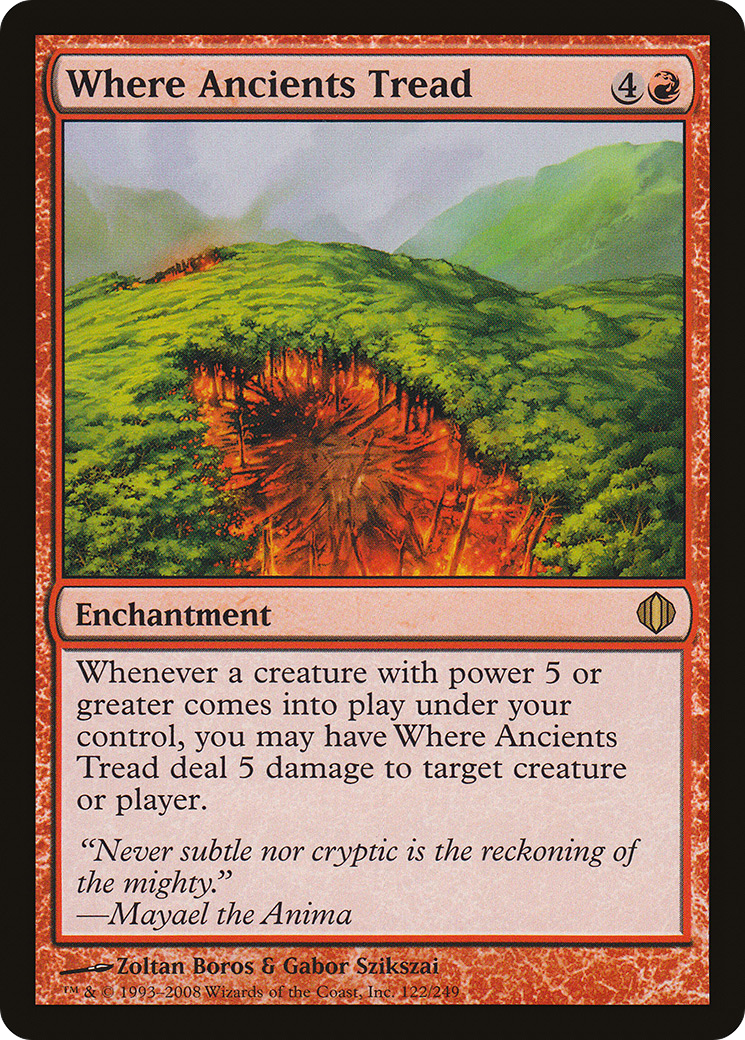 Where Ancients Tread
4
Enchantment
Whenever a creature with power 5 or
greater comes into play under your
control, you may have Where Ancients
Tread deal 5 damage to target creature
or player.
“Never subtle nor cryptic is the reckoning of
the mighty.”
—Mayael the Anima
Zoltan Boros & Gabor Szikszai
™ & © 1993–2008 Wizards of the Coast, Inc. 122/249